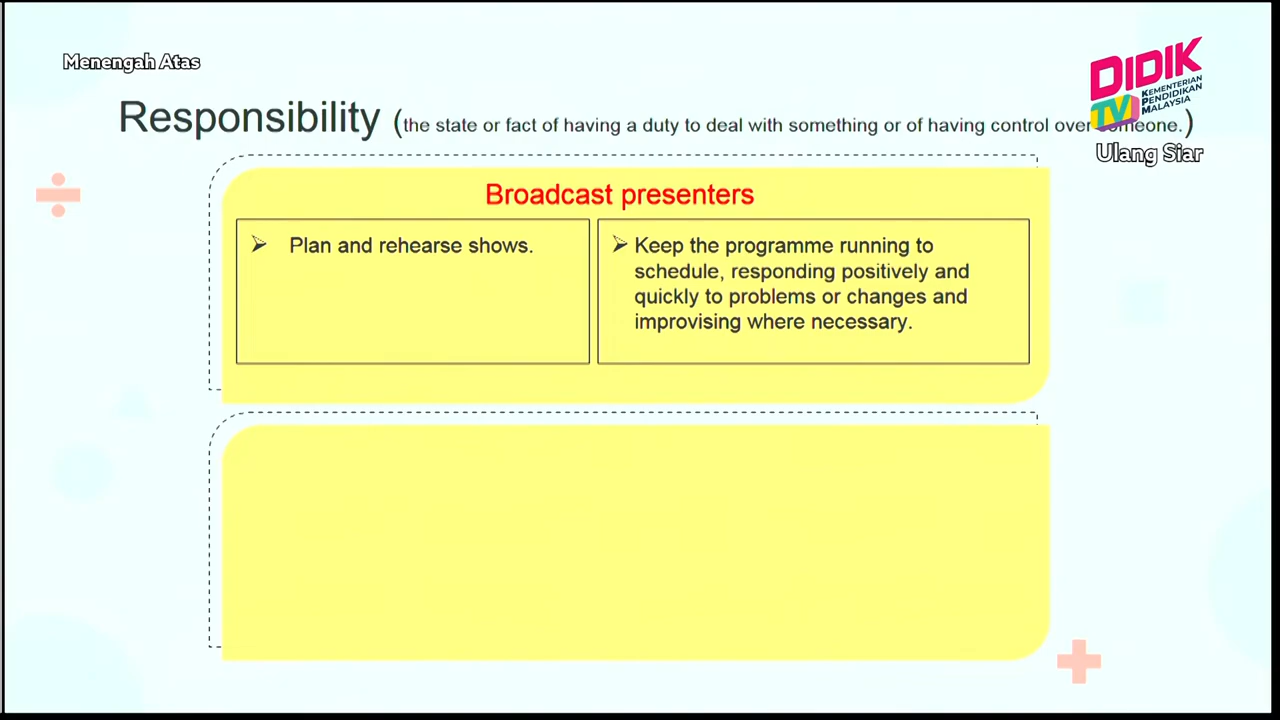 Menengah Atas
DIDIK
TV
KEMENTERIAN
PENDIDIKAN
MALAYSIA
Ulang Siar
Responsibility (the state or fact of having a duty to deal with something or of having control over someone.)
Broadcast presenters
➢ Plan and rehearse shows.
➢ Keep the programme running to
schedule, responding positively and
quickly to problems or changes and
improvising where necessary.